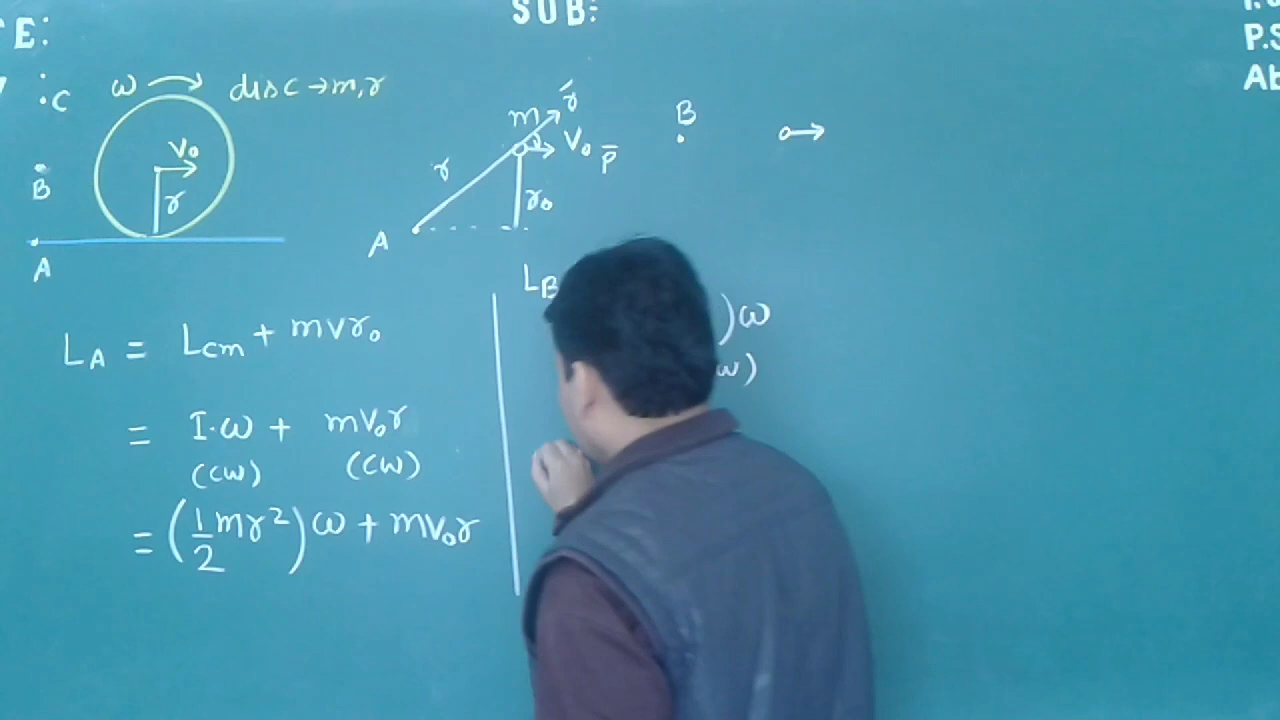 E:
SUB:
P.S
Ab
.C
ω
disc → m, r
v₀
r
B
A
m
r̄
r
v₀
p̄
r₀
A
B
L_A = L_cm + mvr₀
= I·ω + mv₀r
(cw) (cw)
= (1/2 mr²)ω + mv₀r
L_B
)ω
ω)